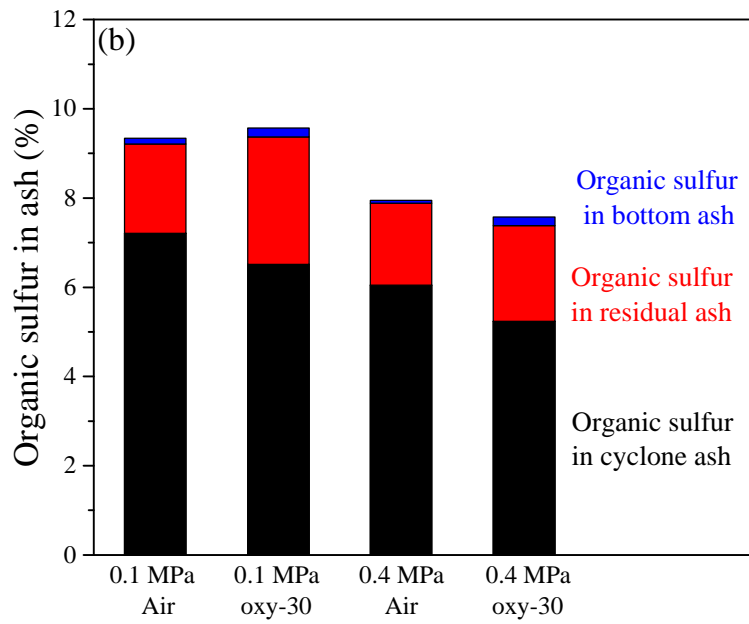 (b)
Organic sulfur in ash (%)
12
10
8
6
4
2
0
0.1 MPa
Air
0.1 MPa
oxy-30
0.4 MPa
Air
0.4 MPa
oxy-30
Organic sulfur
in bottom ash
Organic sulfur
in residual ash
Organic sulfur
in cyclone ash